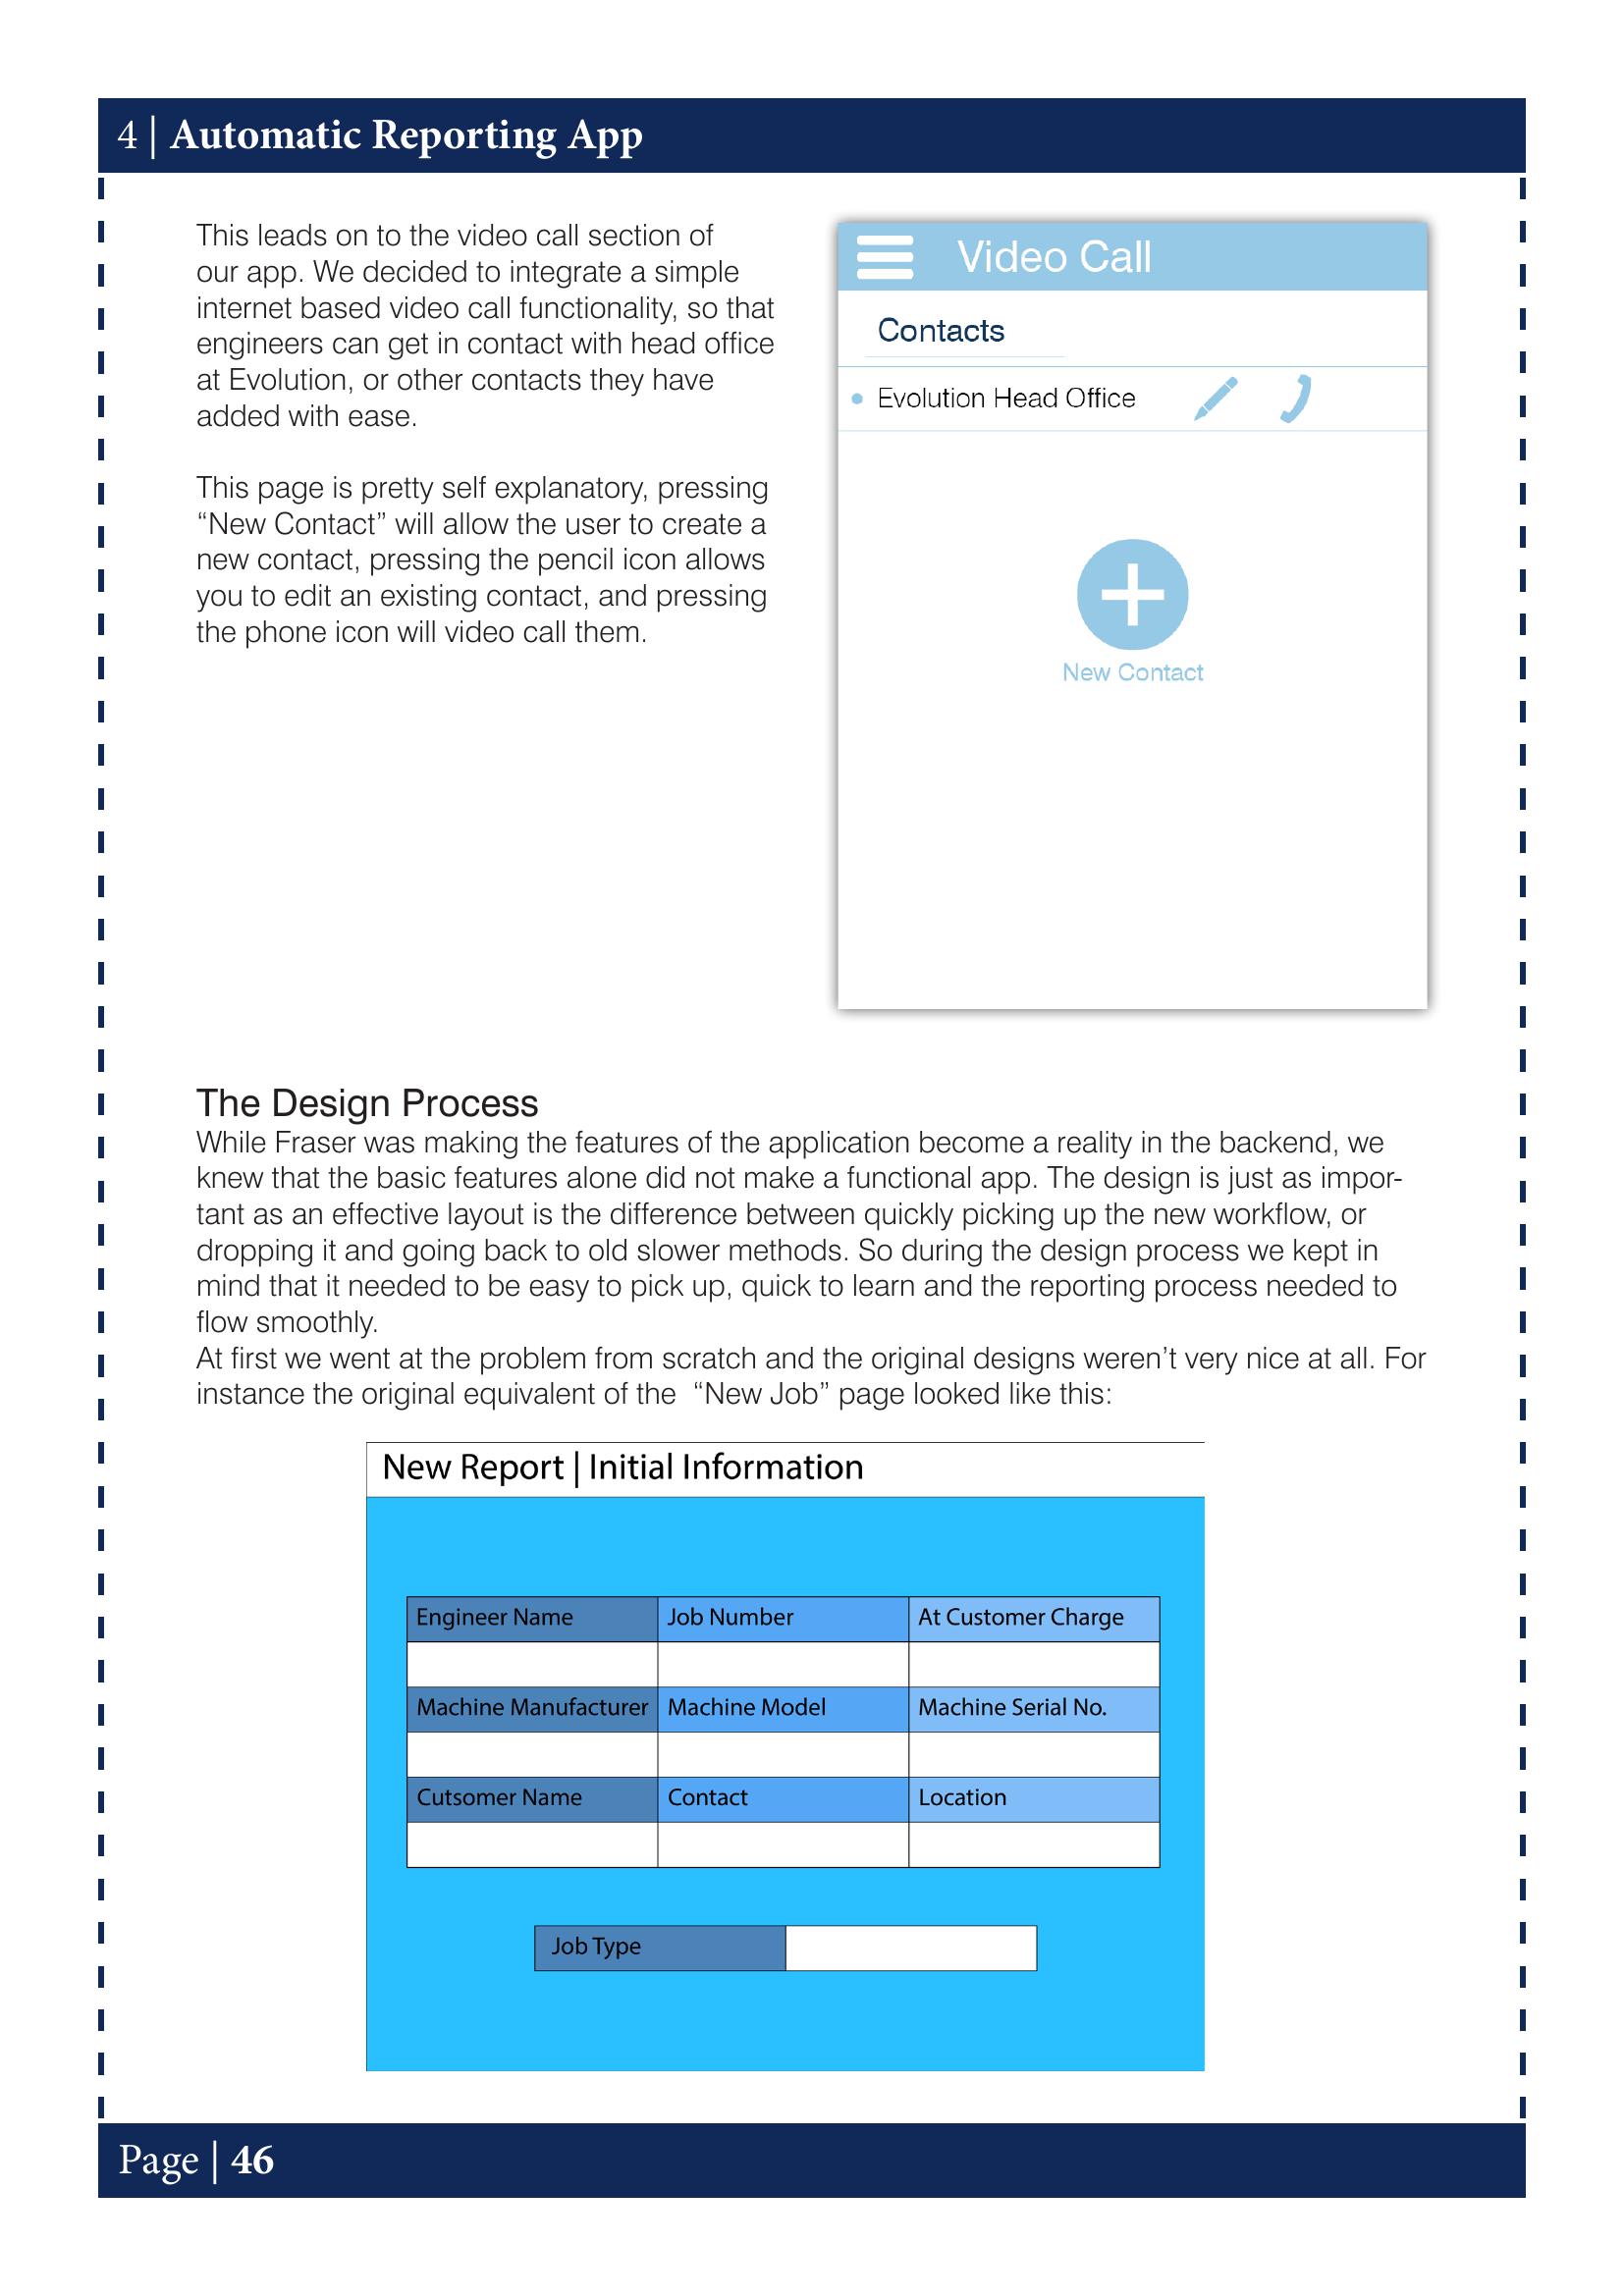 4 | Automatic Reporting App
This leads on to the video call section of
our app. We decided to integrate a simple
internet based video call functionality, so that
engineers can get in contact with head office
at Evolution, or other contacts they have
added with ease.
This page is pretty self explanatory, pressing
“New Contact” will allow the user to create a
new contact, pressing the pencil icon allows
you to edit an existing contact, and pressing
the phone icon will video call them.
Video Call
Contacts
Evolution Head Office
New Contact
The Design Process
While Fraser was making the features of the application become a reality in the backend, we
knew that the basic features alone did not make a functional app. The design is just as impor-
tant as an effective layout is the difference between quickly picking up the new workflow, or
dropping it and going back to old slower methods. So during the design process we kept in
mind that it needed to be easy to pick up, quick to learn and the reporting process needed to
flow smoothly.
At first we went at the problem from scratch and the original designs weren’t very nice at all. For
instance the original equivalent of the “New Job” page looked like this:
New Report | Initial Information
Engineer Name Job Number At Customer Charge
Machine Manufacturer Machine Model Machine Serial No.
Cutsomer Name Contact Location
Job Type
Page | 46